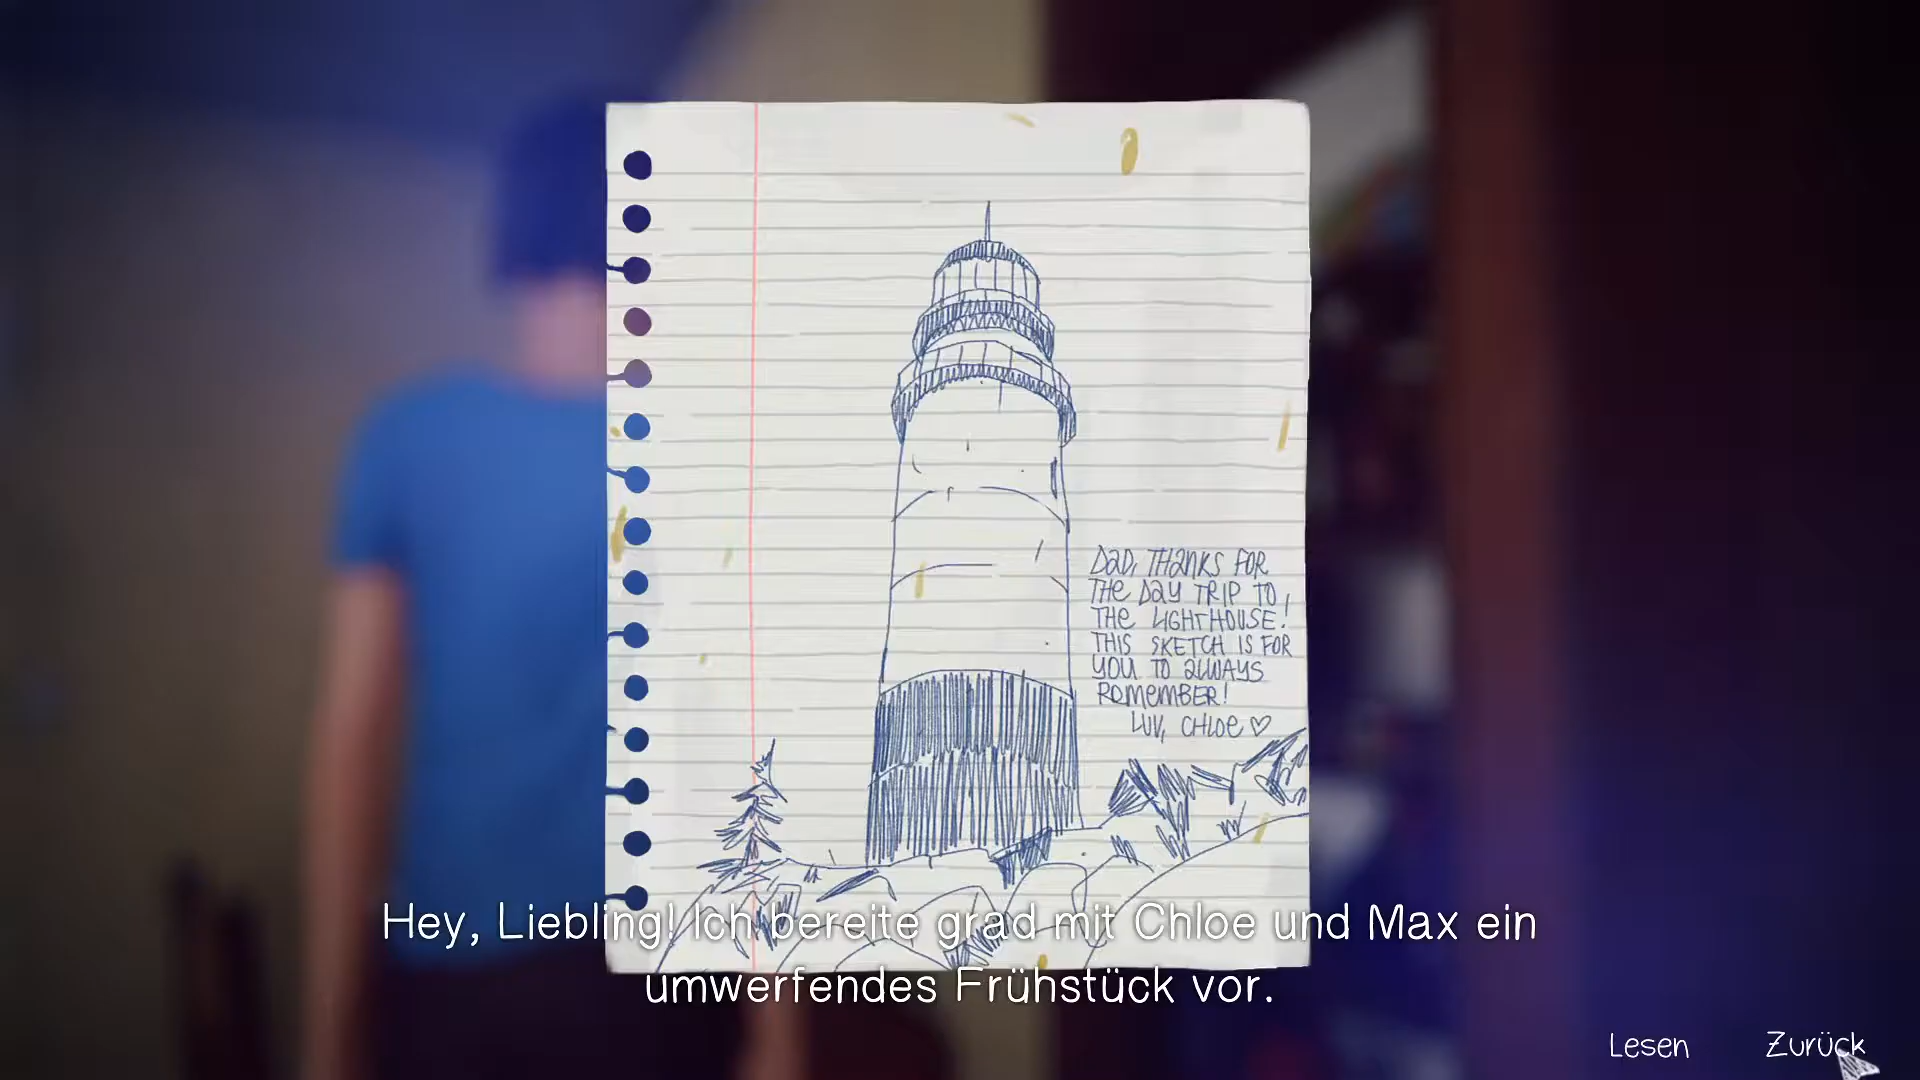 DAD, THANKS FOR
THE DAY TRIP TO
THE LIGHTHOUSE!
THIS SKETCH IS FOR
YOU TO ALWAYS
REMEMBER!
LUV, CHLOE ♡
Hey, Liebling! Ich bereite grad mit Chloe und Max ein
umwerfendes Frühstück vor.
Lesen Zurück